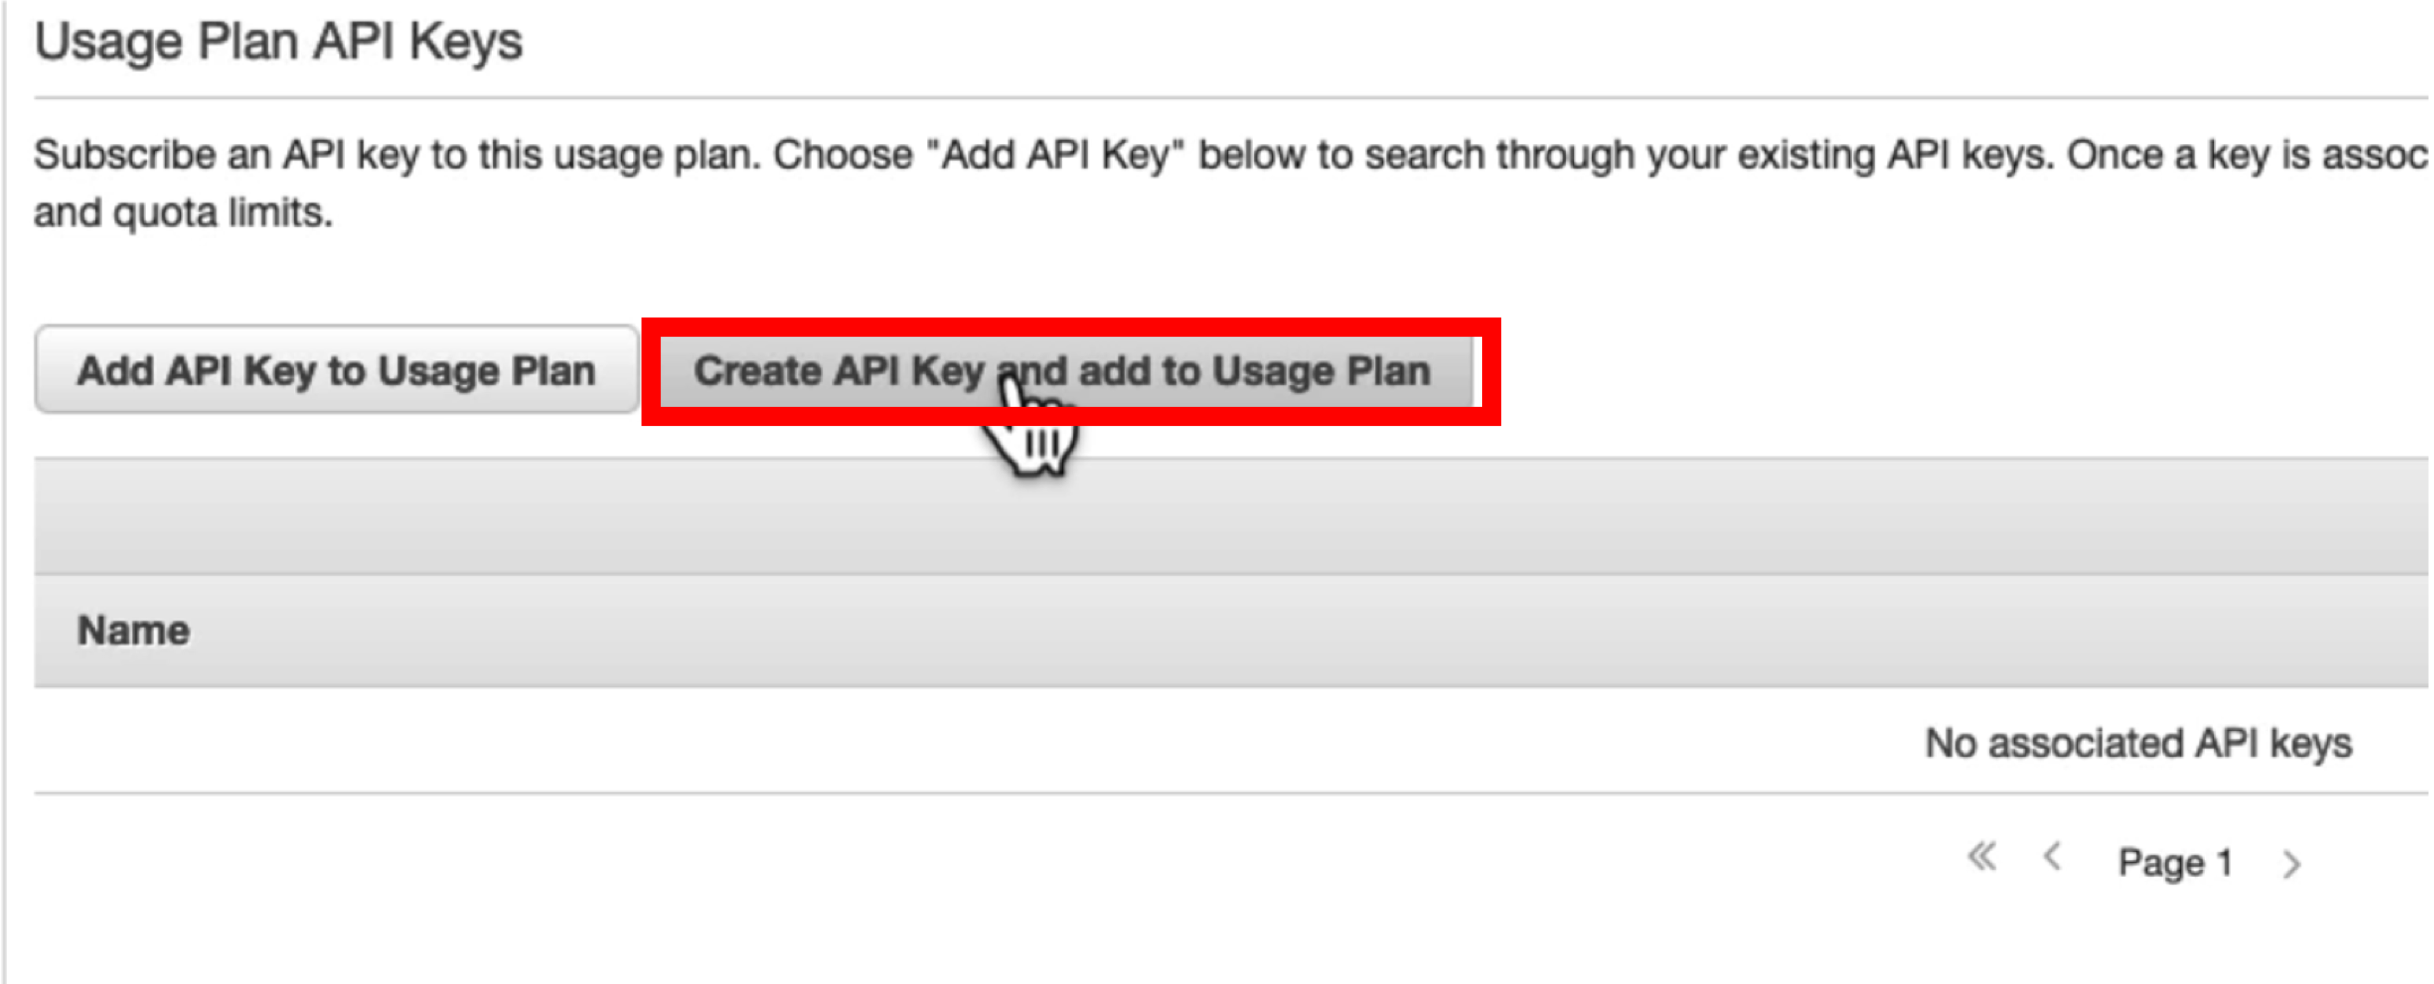 Usage Plan API Keys
Subscribe an API key to this usage plan. Choose "Add API Key" below to search through your existing API keys. Once a key is assoc
and quota limits.
Add API Key to Usage Plan
Create API Key and add to Usage Plan
Name
No associated API keys
« < Page 1 >